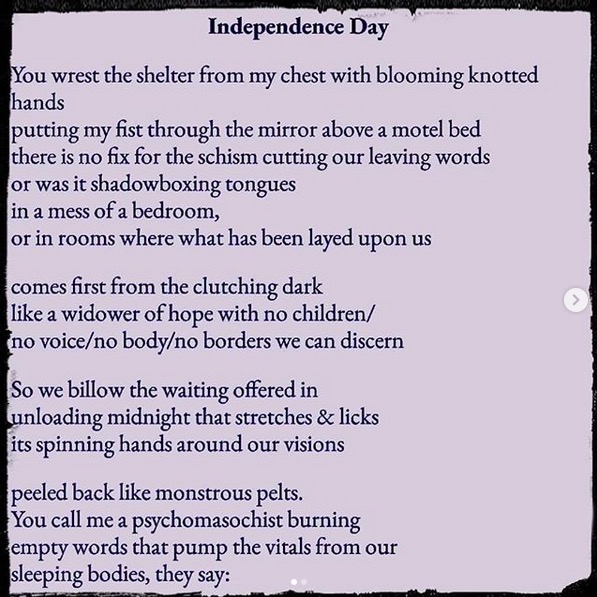 Independence Day
You wrest the shelter from my chest with blooming knotted
hands
putting my fist through the mirror above a motel bed
there is no fix for the schism cutting our leaving words
or was it shadowboxing tongues
in a mess of a bedroom,
or in rooms where what has been layed upon us
comes first from the clutching dark
like a widower of hope with no children/
no voice/no body/no borders we can discern
So we billow the waiting offered in
unloading midnight that stretches & licks
its spinning hands around our visions
peeled back like monstrous pelts.
You call me a psychomasochist burning
empty words that pump the vitals from our
sleeping bodies, they say: